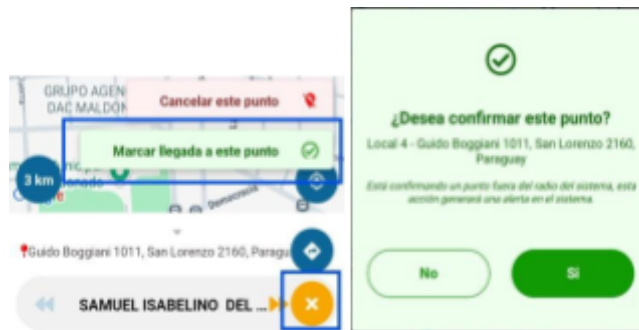 GRUPO AGEN
DAC MALDON
Cancelar este punto
Marcar llegada a este punto
3 km
Guido Boggiani 1011, San Lorenzo 2160, Paragu
SAMUEL ISABELINO DEL ...
¿Desea confirmar este punto?
Local 4 - Guido Boggiani 1011, San Lorenzo 2160,
Paraguay
Está confirmando un punto fuera del radio del sistema, esta
acción generará una alerta en el sistema.
No
Si